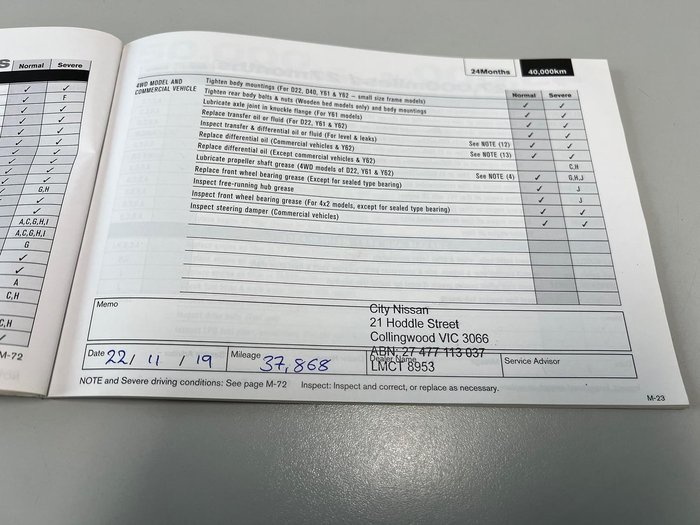 S Normal Severe
✓ ✓
✓ E
✓ ✓
✓ ✓
✓ ✓
✓ ✓
✓ ✓
✓ ✓
G,H
✓ ✓
A,C,G,H,I
A,C,G,H,I
G
✓
✓
A
C,H
✓
C,H
✓
M-72
24Months 40,000km
Normal Severe
4WD MODEL AND
COMMERCIAL VEHICLE
Tighten body mountings (For D22, D40, Y61 & Y62 – small size frame models) ✓ ✓
Tighten rear body belts & nuts (Wooden bed models only) and body mountings ✓ ✓
Lubricate axle joint in knuckle flange (For Y61 models) ✓ ✓
Replace transfer oil or fluid (For D22, Y61 & Y62) ✓ ✓
Inspect transfer & differential oil or fluid (For level & leaks) ✓ ✓
Replace differential oil (Commercial vehicles & Y62) See NOTE (12) ✓ ✓
Replace differential oil (Except commercial vehicles & Y62) See NOTE (13) C,H
Lubricate propeller shaft grease (4WD models of D22, Y61 & Y62) ✓ G,H,J
Replace front wheel bearing grease (Except for sealed type bearing) See NOTE (4) J
Inspect free-running hub grease ✓ J
Inspect front wheel bearing grease (For 4x2 models, except for sealed type bearing) ✓ ✓
Inspect steering damper (Commercial vehicles) ✓ ✓
Memo
City Nissan
21 Hoddle Street
Collingwood VIC 3066
ABN: 27 477 113 037
LMCT 8953
Date 22 / 11 / 19 Mileage 37,868 Dealer Name Service Advisor
NOTE and Severe driving conditions: See page M-72 Inspect: Inspect and correct, or replace as necessary.
M-23